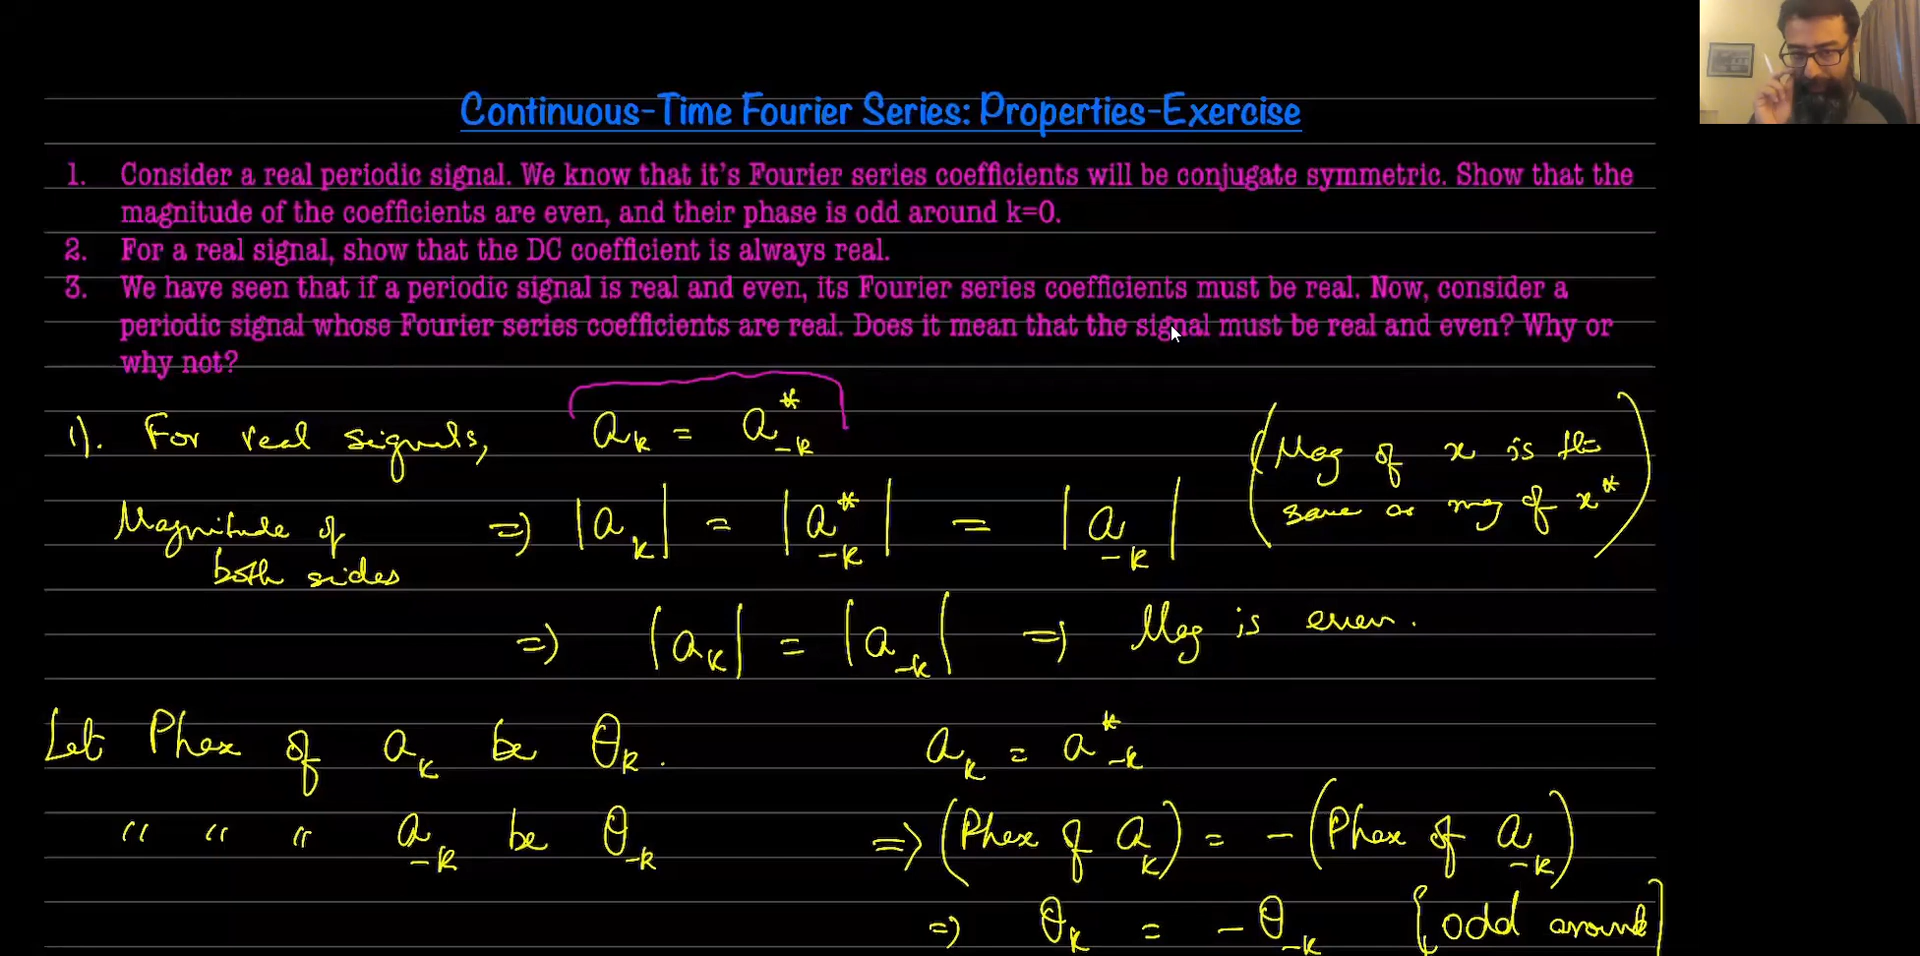 Continuous-Time Fourier Series: Properties-Exercise
1. Consider a real periodic signal. We know that it's Fourier series coefficients will be conjugate symmetric. Show that the
magnitude of the coefficients are even, and their phase is odd around k=0.
2. For a real signal, show that the DC coefficient is always real.
3. We have seen that if a periodic signal is real and even, its Fourier series coefficients must be real. Now, consider a
periodic signal whose Fourier series coefficients are real. Does it mean that the signal must be real and even? Why or
why not?
1). For real signals, a_k = a*_{-k}
(Mag of x is the
same as mag of x*)
Magnitude of
both sides
=> |a_k| = |a*_{-k}| = |a_{-k}|
=> |a_k| = |a_{-k}| => Mag is even.
Let Phase of a_k be θ_k.
a_k = a*_{-k}
" " " a_{-k} be θ_{-k}
=> (Phase of a_k) = - (Phase of a_{-k})
=> θ_k = - θ_{-k} [odd around]